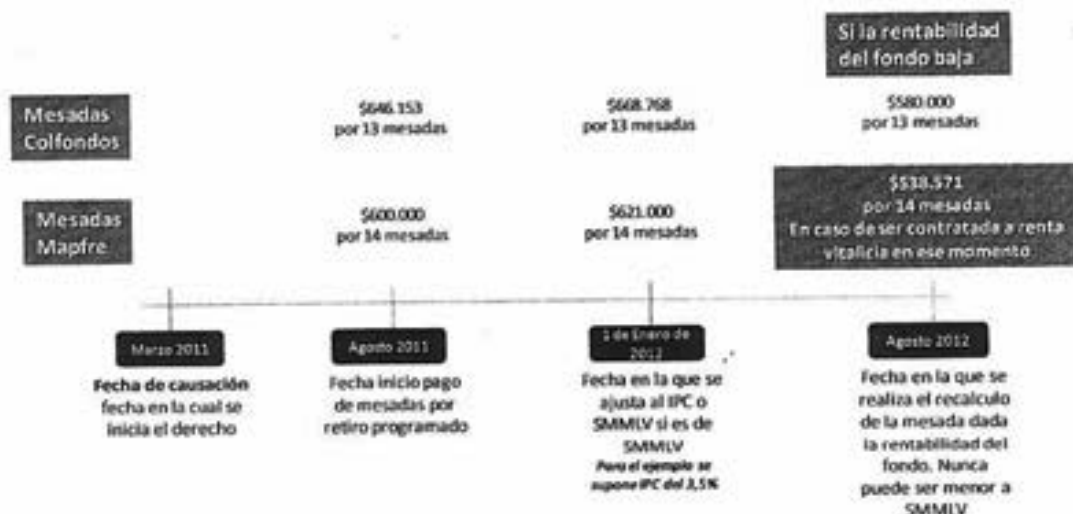 Si la rentabilidad
del fondo baja
Mesadas
Colfondos
$646.153
por 13 mesadas
$668.768
por 13 mesadas
$580.000
por 13 mesadas
Mesadas
Mapfre
$600.000
por 14 mesadas
$621.000
por 14 mesadas
$538.571
por 14 mesadas
En caso de ser contratada a renta
vitalicia en ese momento
Marzo 2011
Fecha de causación
fecha en la cual se
inicia el derecho
Agosto 2011
Fecha inicio pago
de mesadas por
retiro programado
1 de Enero de
2012
Fecha en la que se
ajusta al IPC o
SMMLV si es de
SMMLV
Para el ejemplo se
supone IPC del 3,5%
Agosto 2012
Fecha en la que se
realiza el recalculo
de la mesada dada
la rentabilidad del
fondo. Nunca
puede ser menor a
SMMLV